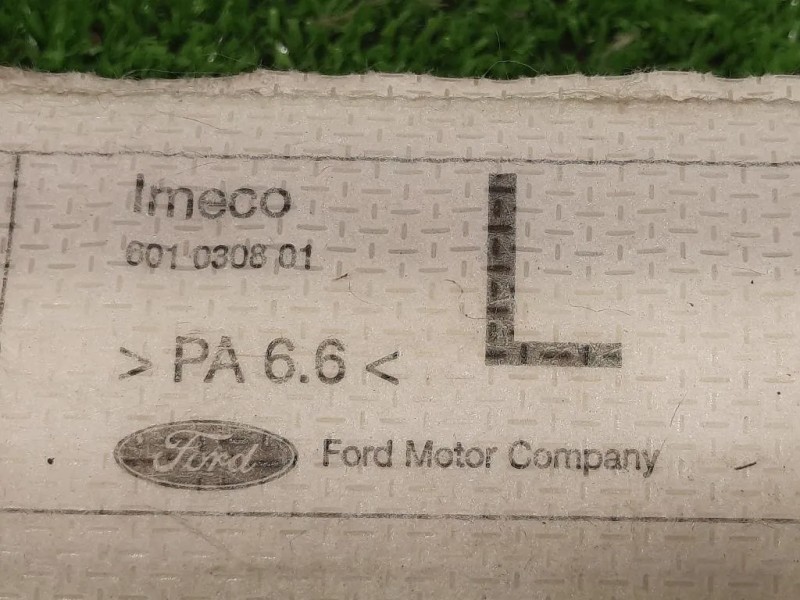 Imeco
601 0308 01
L
> PA 6.6 <
Ford Ford Motor Company